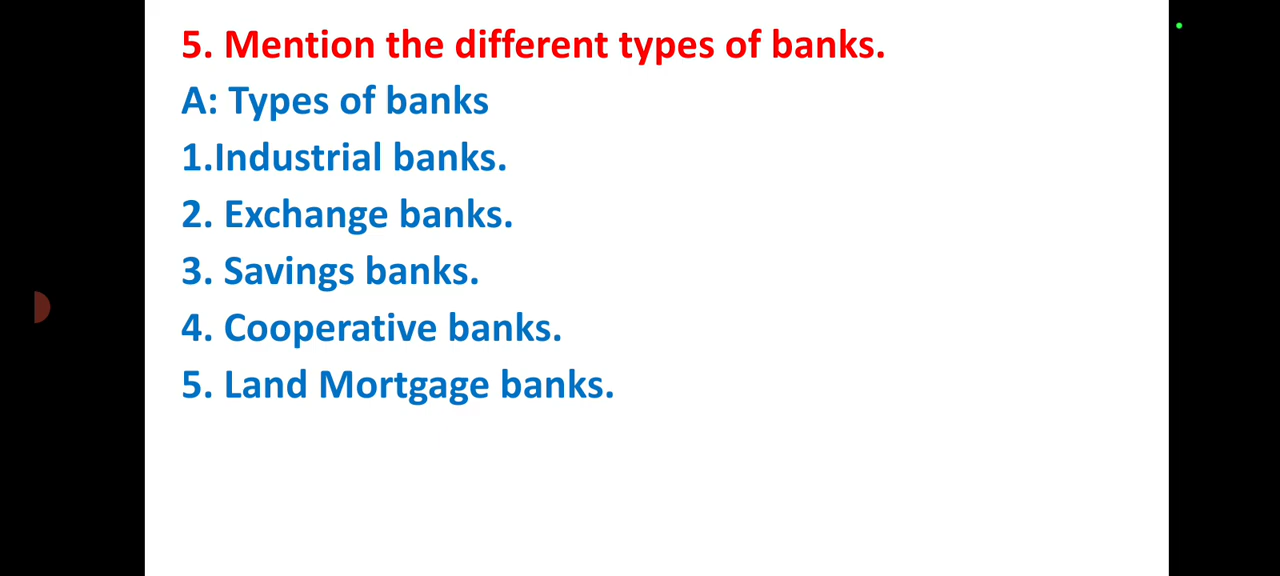 5. Mention the different types of banks.
A: Types of banks
1.Industrial banks.
2. Exchange banks.
3. Savings banks.
4. Cooperative banks.
5. Land Mortgage banks.